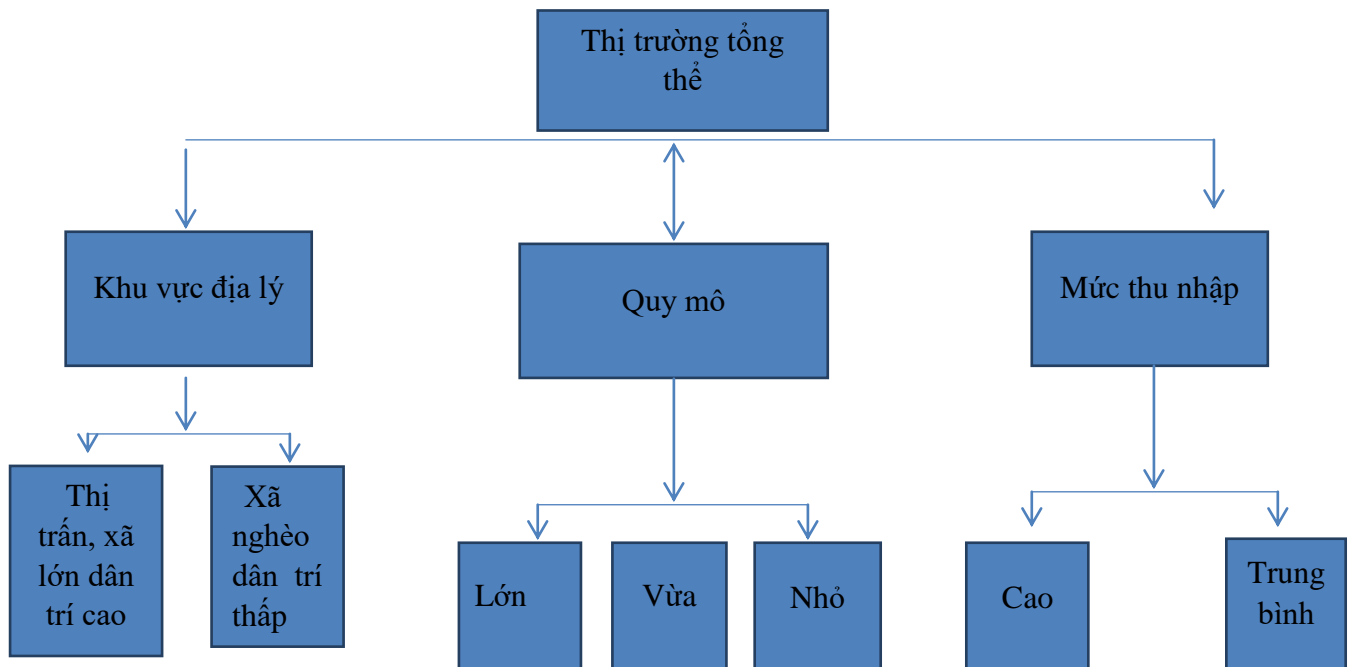 Thị trường tổng
thể
Khu vực địa lý
Quy mô
Mức thu nhập
Thị
trấn, xã
lớn dân
trí cao
Xã
nghèo
dân trí
thấp
Lớn
Vừa
Nhỏ
Cao
Trung
bình